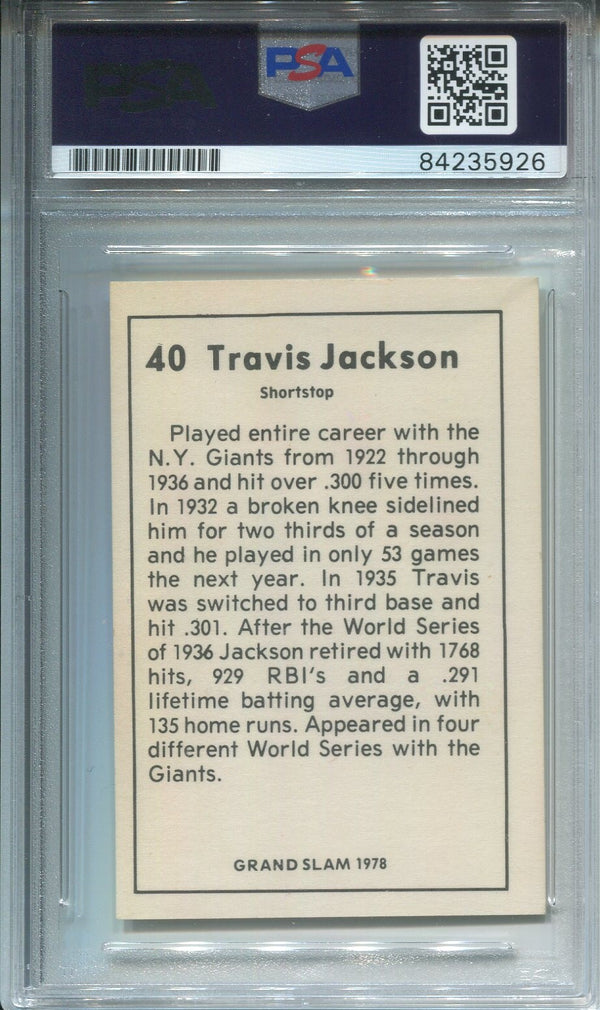 PSA
PSA
84235926
40 Travis Jackson
Shortstop
Played entire career with the
N.Y. Giants from 1922 through
1936 and hit over .300 five times.
In 1932 a broken knee sidelined
him for two thirds of a season
and he played in only 53 games
the next year. In 1935 Travis
was switched to third base and
hit .301. After the World Series
of 1936 Jackson retired with 1768
hits, 929 RBI's and a .291
lifetime batting average, with
135 home runs. Appeared in four
different World Series with the
Giants.
GRAND SLAM 1978